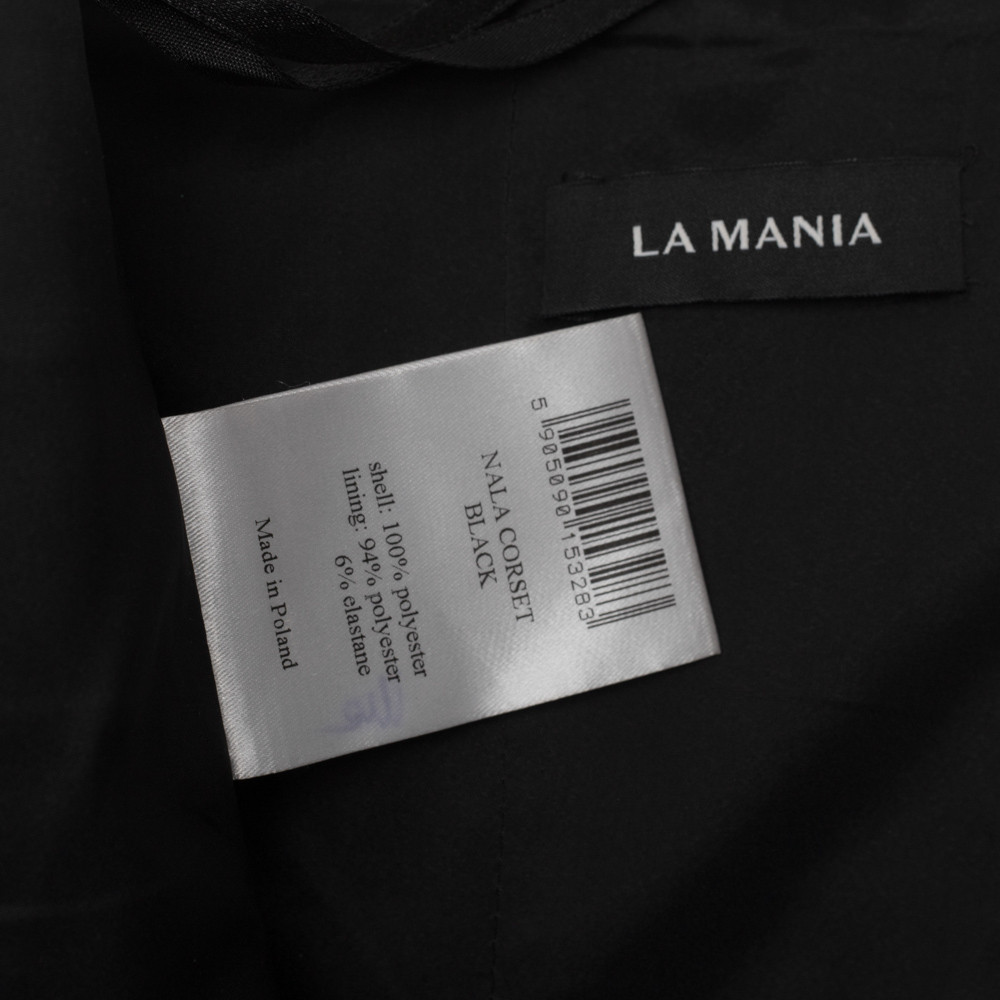 LA MANIA
5 905090 153283
NALA CORSET
BLACK
shell: 100% polyester
lining: 94% polyester
6% elastane
Made in Poland